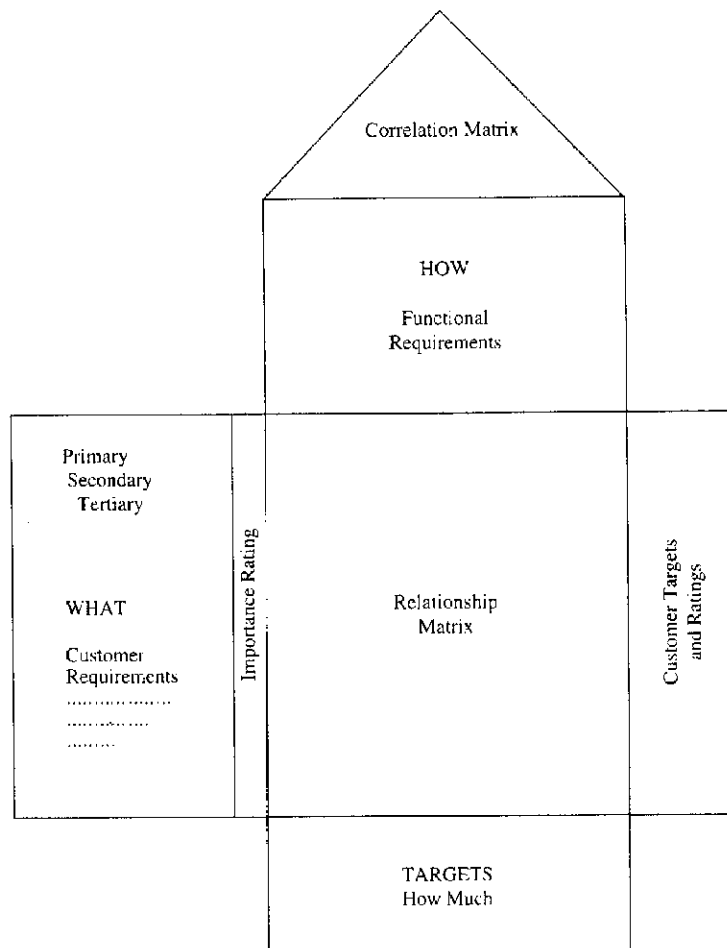 Correlation Matrix
HOW
Functional
Requirements
Primary
Secondary
Tertiary
WHAT
Customer
Requirements
....................
...............
.........
Importance Rating
Relationship
Matrix
Customer Targets
and Ratings
TARGETS
How Much